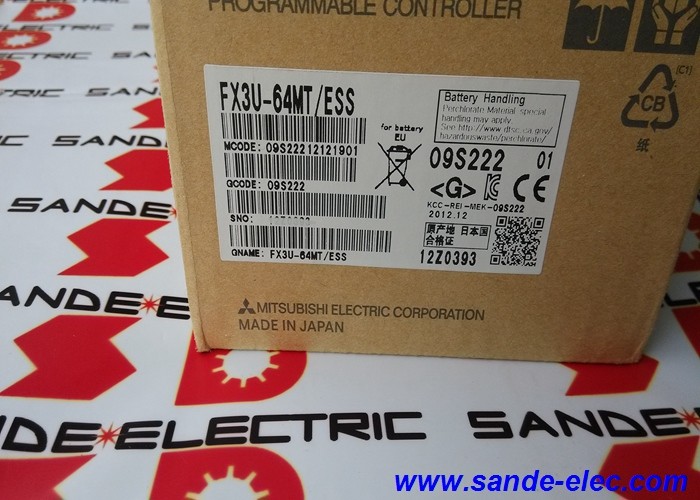 PROGRAMMABLE CONTROLLER
FX3U-64MT/ESS
MCODE: 09S22212121901
GCODE: 09S222
SNO:
GNAME: FX3U-64MT/ESS
for battery
EU
Battery Handling
Perchlorate Material special
handling may apply.
See http://www.dtsc.ca.gov/
hazardouswaste/perchlorate/
09S222 01
<G> CE
KCC-REI-MEK-09S222
2012.12
原产地 日本国
合格证
12Z0393
(C1)
CB
纸
MITSUBISHI ELECTRIC CORPORATION
MADE IN JAPAN
SANDE
SANDE ELECTRIC
SANDE
SANDE ELECTRIC SANDE
www.sande-elec.com